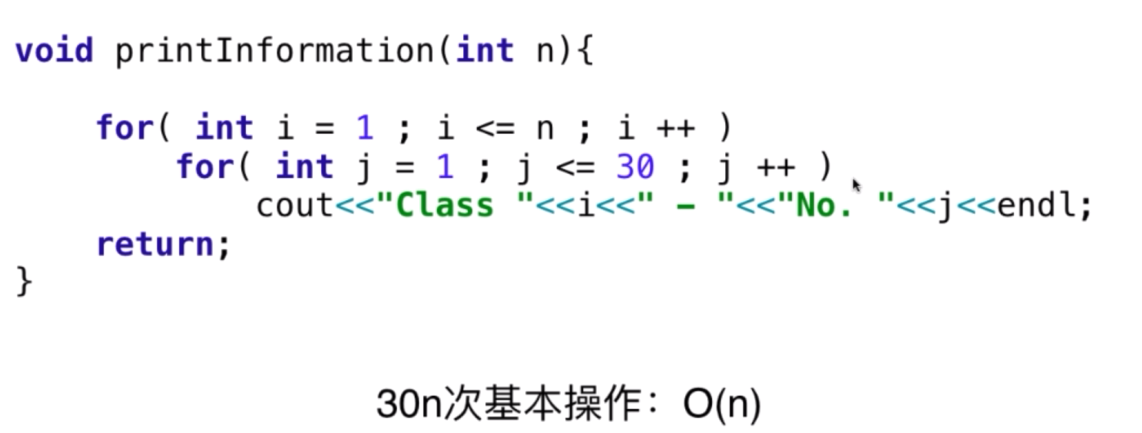 void printInformation(int n){
for( int i = 1 ; i <= n ; i ++ )
for( int j = 1 ; j <= 30 ; j ++ )
cout<<"Class "<<i<<" – "<<"No. "<<j<<endl;
return;
}
30n次基本操作：O(n)